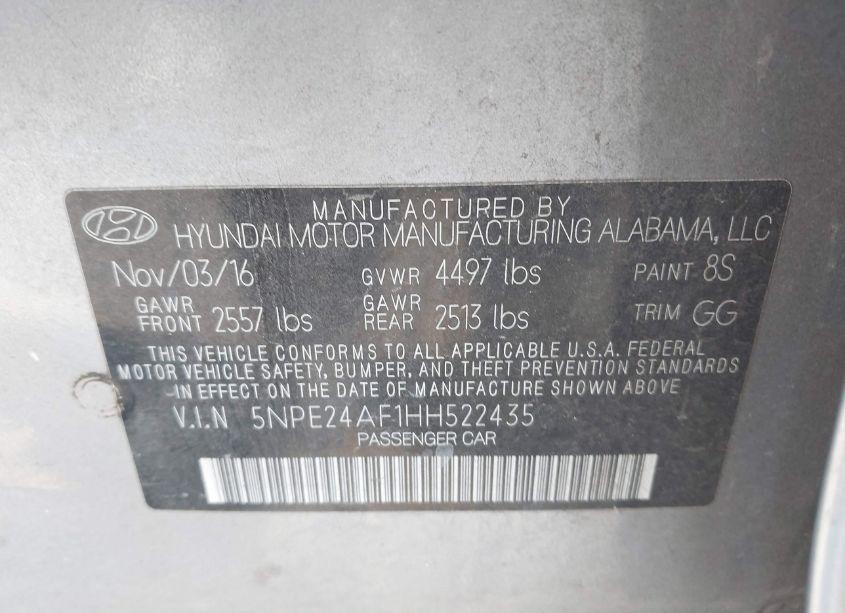 MANUFACTURED BY
HYUNDAI MOTOR MANUFACTURING ALABAMA, LLC
Nov/03/16 GVWR 4497 lbs PAINT 8S
GAWR FRONT 2557 lbs GAWR REAR 2513 lbs TRIM GG
THIS VEHICLE CONFORMS TO ALL APPLICABLE U.S.A. FEDERAL
MOTOR VEHICLE SAFETY, BUMPER, AND THEFT PREVENTION STANDARDS
IN EFFECT ON THE DATE OF MANUFACTURE SHOWN ABOVE
V.I.N 5NPE24AF1HH522435
PASSENGER CAR